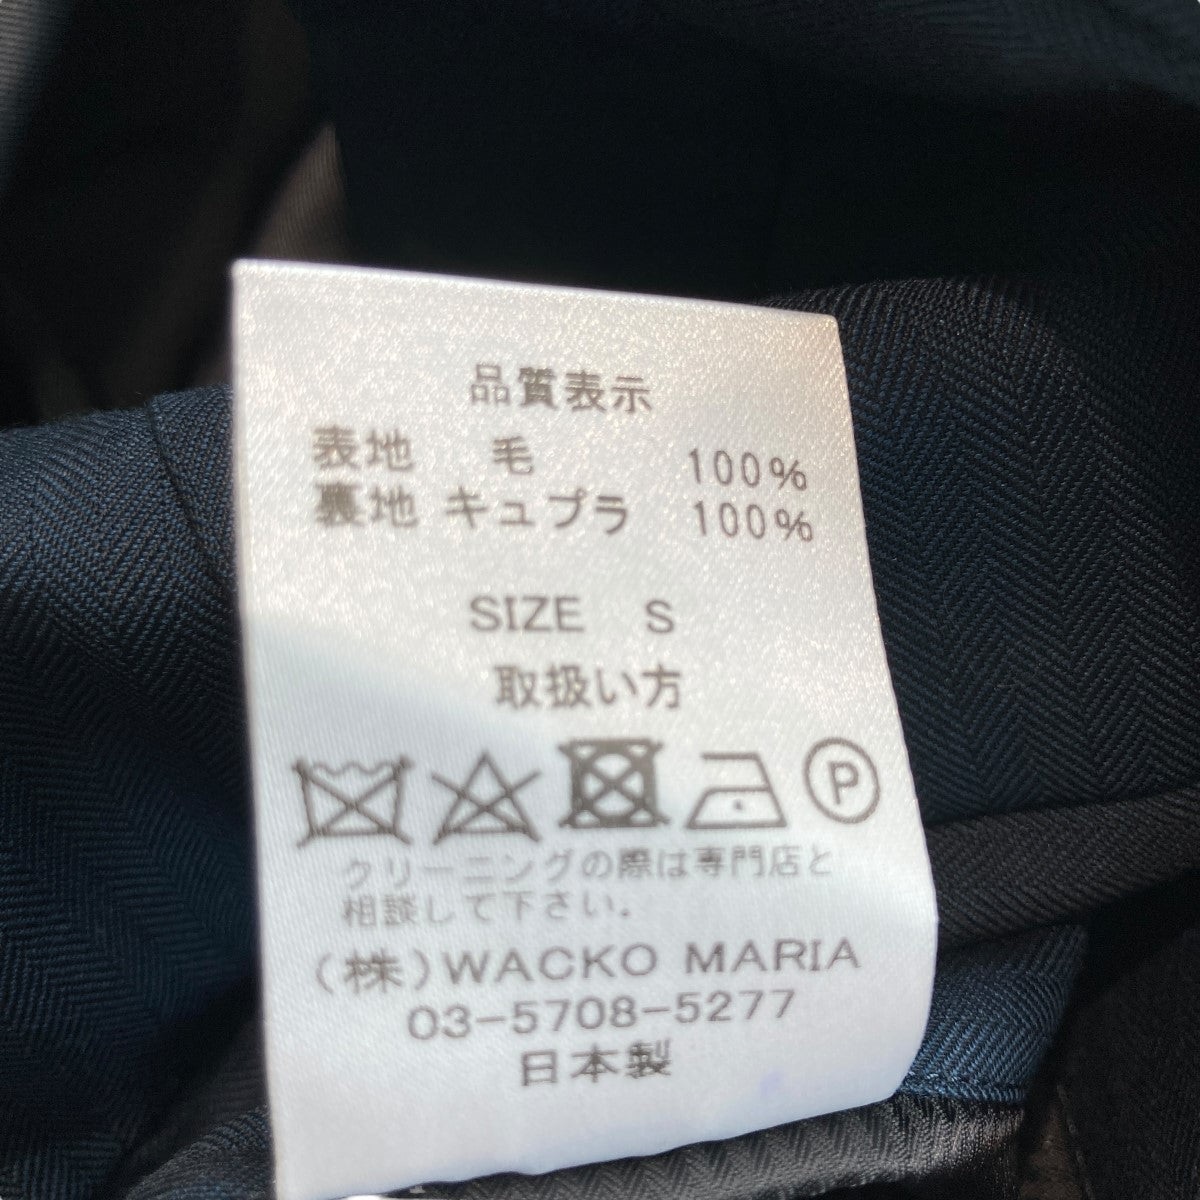 品質表示
表地 毛 100%
裏地 キュプラ 100%
SIZE S
取扱い方
P
クリーニングの際は専門店と
相談して下さい.
(株)WACKO MARIA
03-5708-5277
日本製